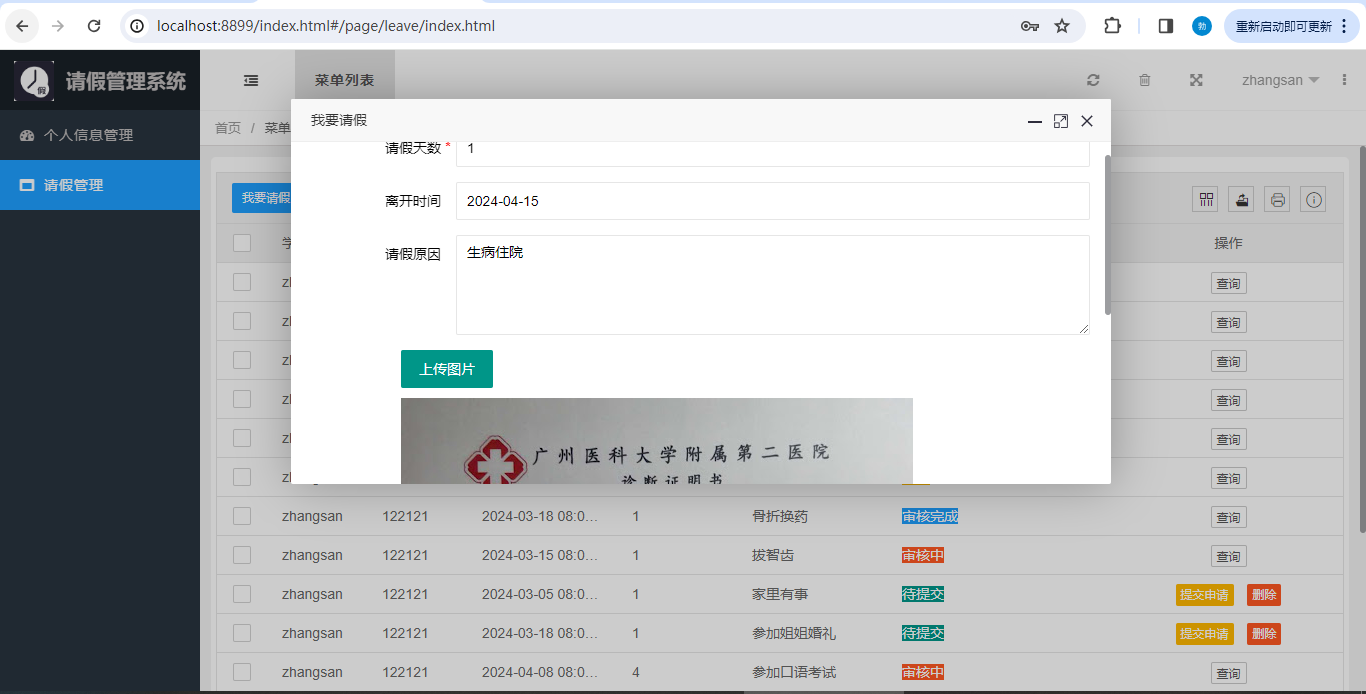 localhost:8899/index.html#/page/leave/index.html
勃
重新启动即可更新
假
请假管理系统
菜单列表
zhangsan
个人信息管理
首页 / 菜单
请假管理
我要请假
操作
我要请假
请假天数 * 1
离开时间 2024-04-15
请假原因 生病住院
上传图片
广州医科大学附属第二医院
诊断证明书
查询
查询
查询
查询
查询
查询
zhangsan 122121 2024-03-18 08:0... 1 骨折换药 审核完成 查询
zhangsan 122121 2024-03-15 08:0... 1 拔智齿 审核中 查询
zhangsan 122121 2024-03-05 08:0... 1 家里有事 待提交 提交申请 删除
zhangsan 122121 2024-03-18 08:0... 1 参加姐姐婚礼 待提交 提交申请 删除
zhangsan 122121 2024-04-08 08:0... 4 参加口语考试 审核中 查询